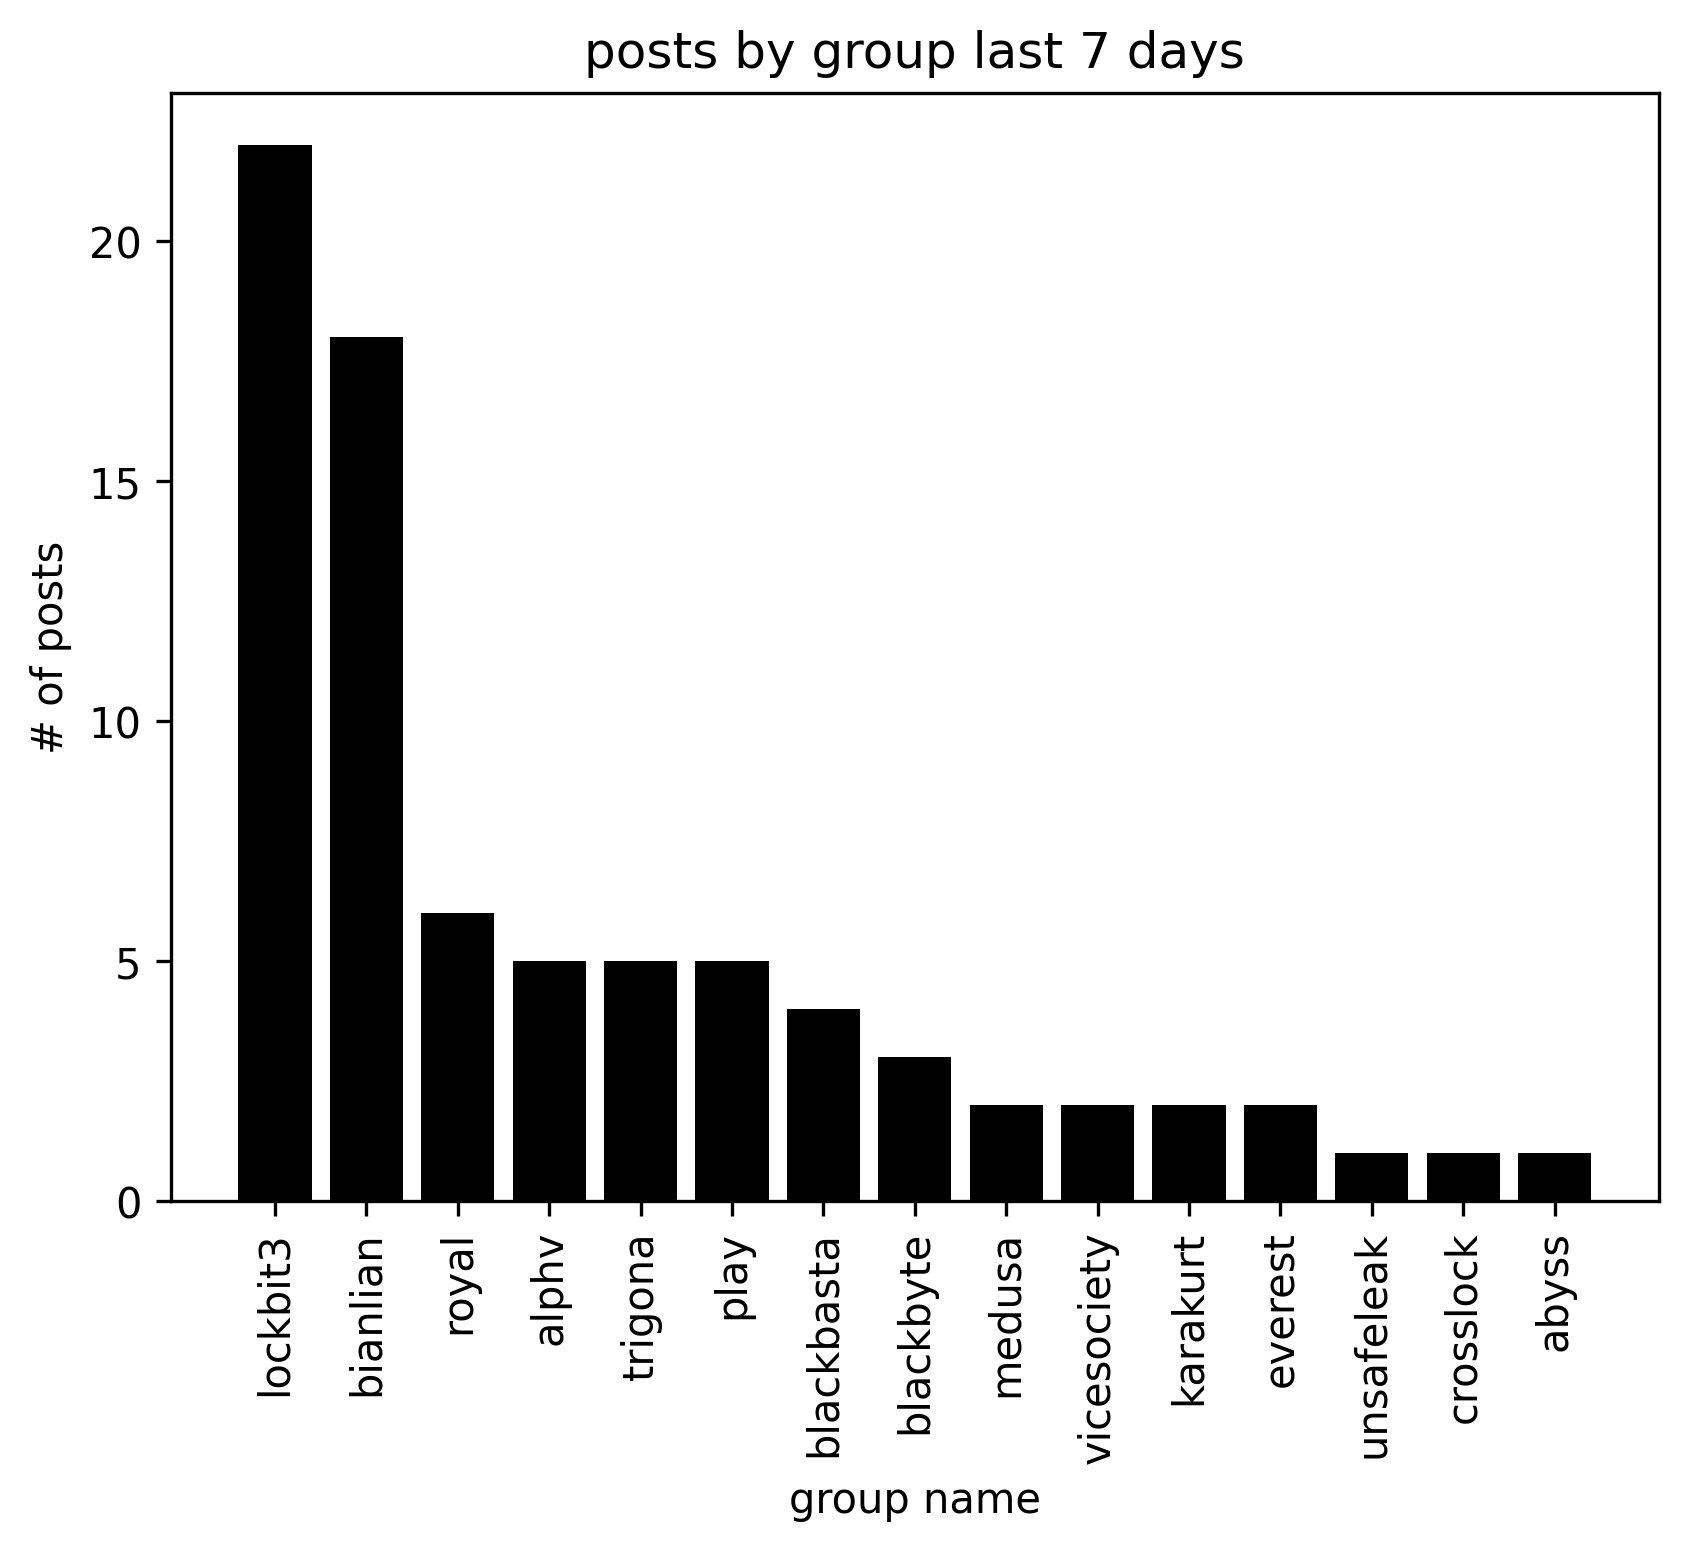 posts by group last 7 days
# of posts
20
15
10
5
0
lockbit3
bianlian
royal
alphv
trigona
play
blackbasta
blackbyte
medusa
vicesociety
karakurt
everest
unsafeleak
crosslock
abyss
group name